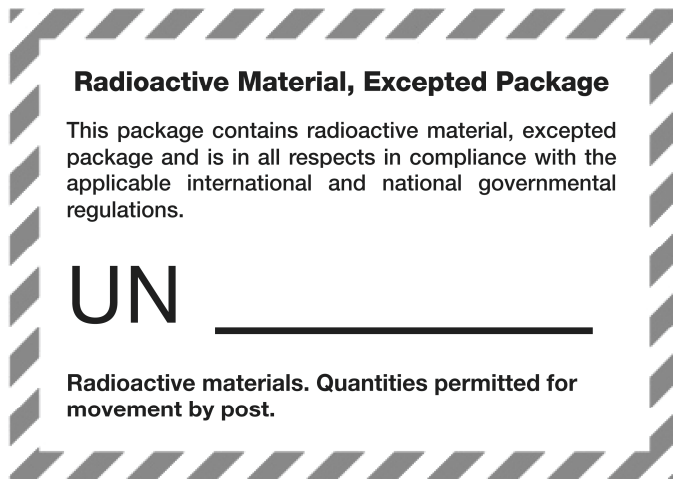 Radioactive Material, Excepted Package
This package contains radioactive material, excepted
package and is in all respects in compliance with the
applicable international and national governmental
regulations.
UN
Radioactive materials. Quantities permitted for
movement by post.